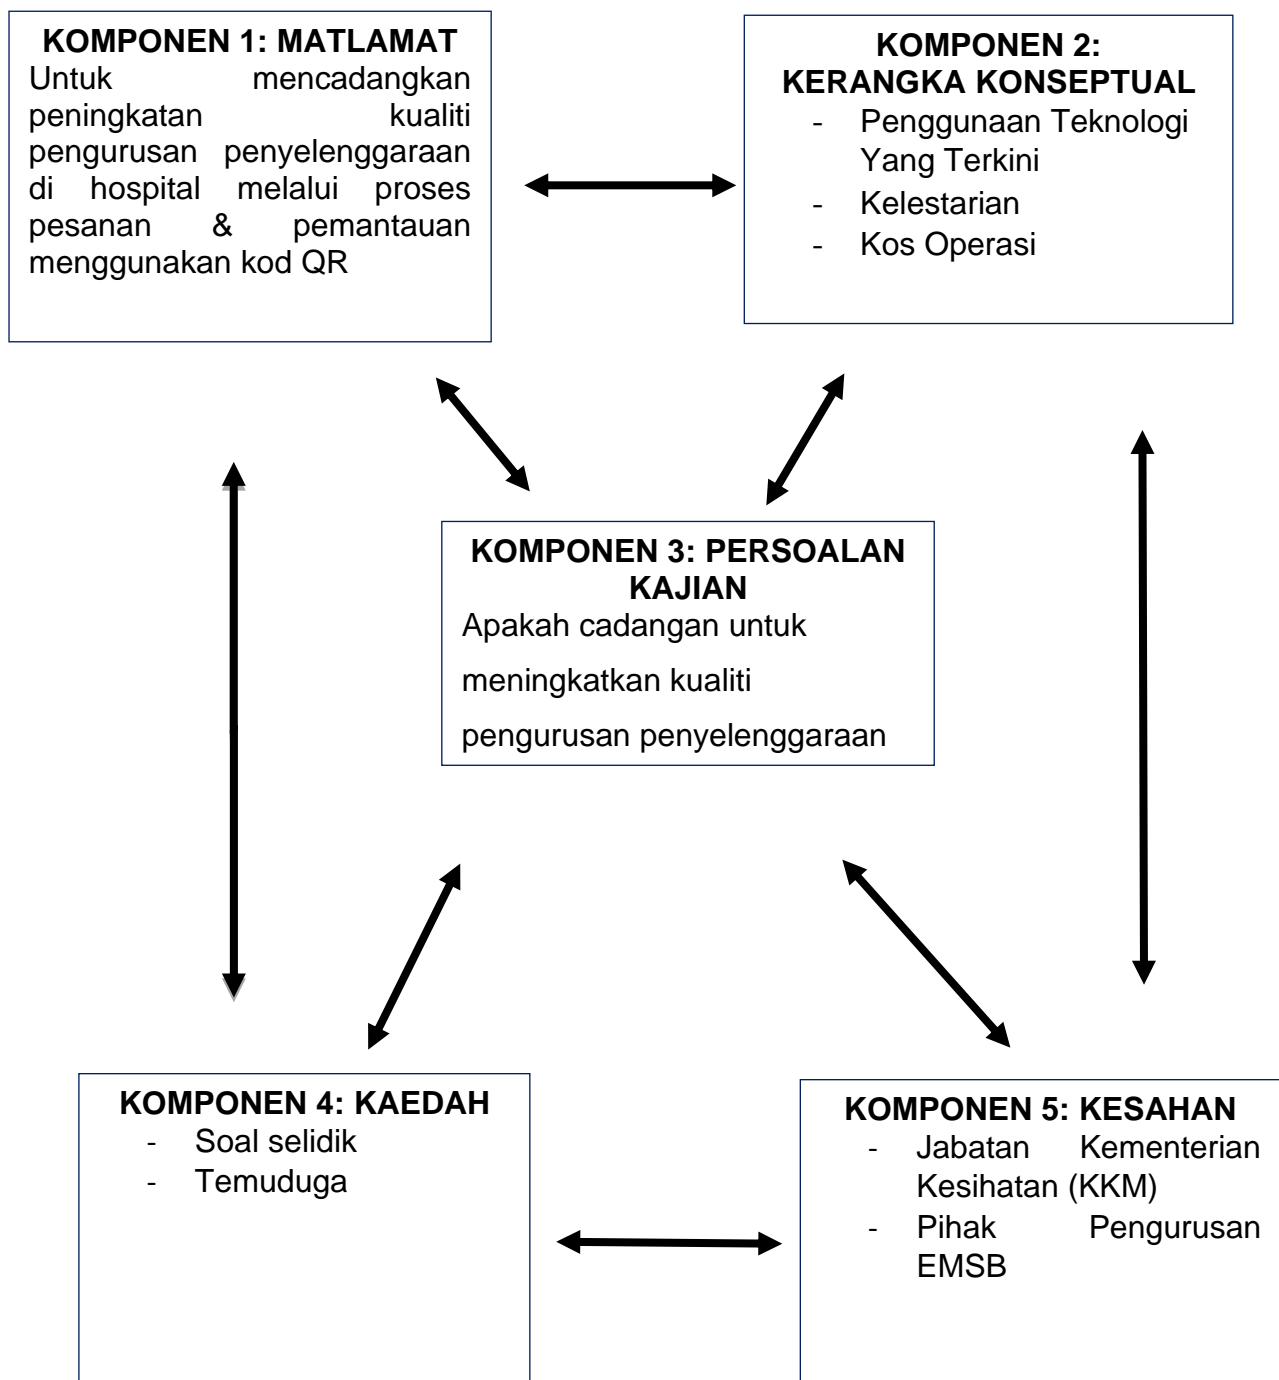 KOMPONEN 1: MATLAMAT
Untuk mencadangkan
peningkatan kualiti
pengurusan penyelenggaraan
di hospital melalui proses
pesanan & pemantauan
menggunakan kod QR
KOMPONEN 2:
KERANGKA KONSEPTUAL
- Penggunaan Teknologi
Yang Terkini
- Kelestarian
- Kos Operasi
KOMPONEN 3: PERSOALAN
KAJIAN
Apakah cadangan untuk
meningkatkan kualiti
pengurusan penyelenggaraan
KOMPONEN 4: KAEDAH
- Soal selidik
- Temuduga
KOMPONEN 5: KESAHAN
- Jabatan Kementerian
Kesihatan (KKM)
- Pihak Pengurusan
EMSB